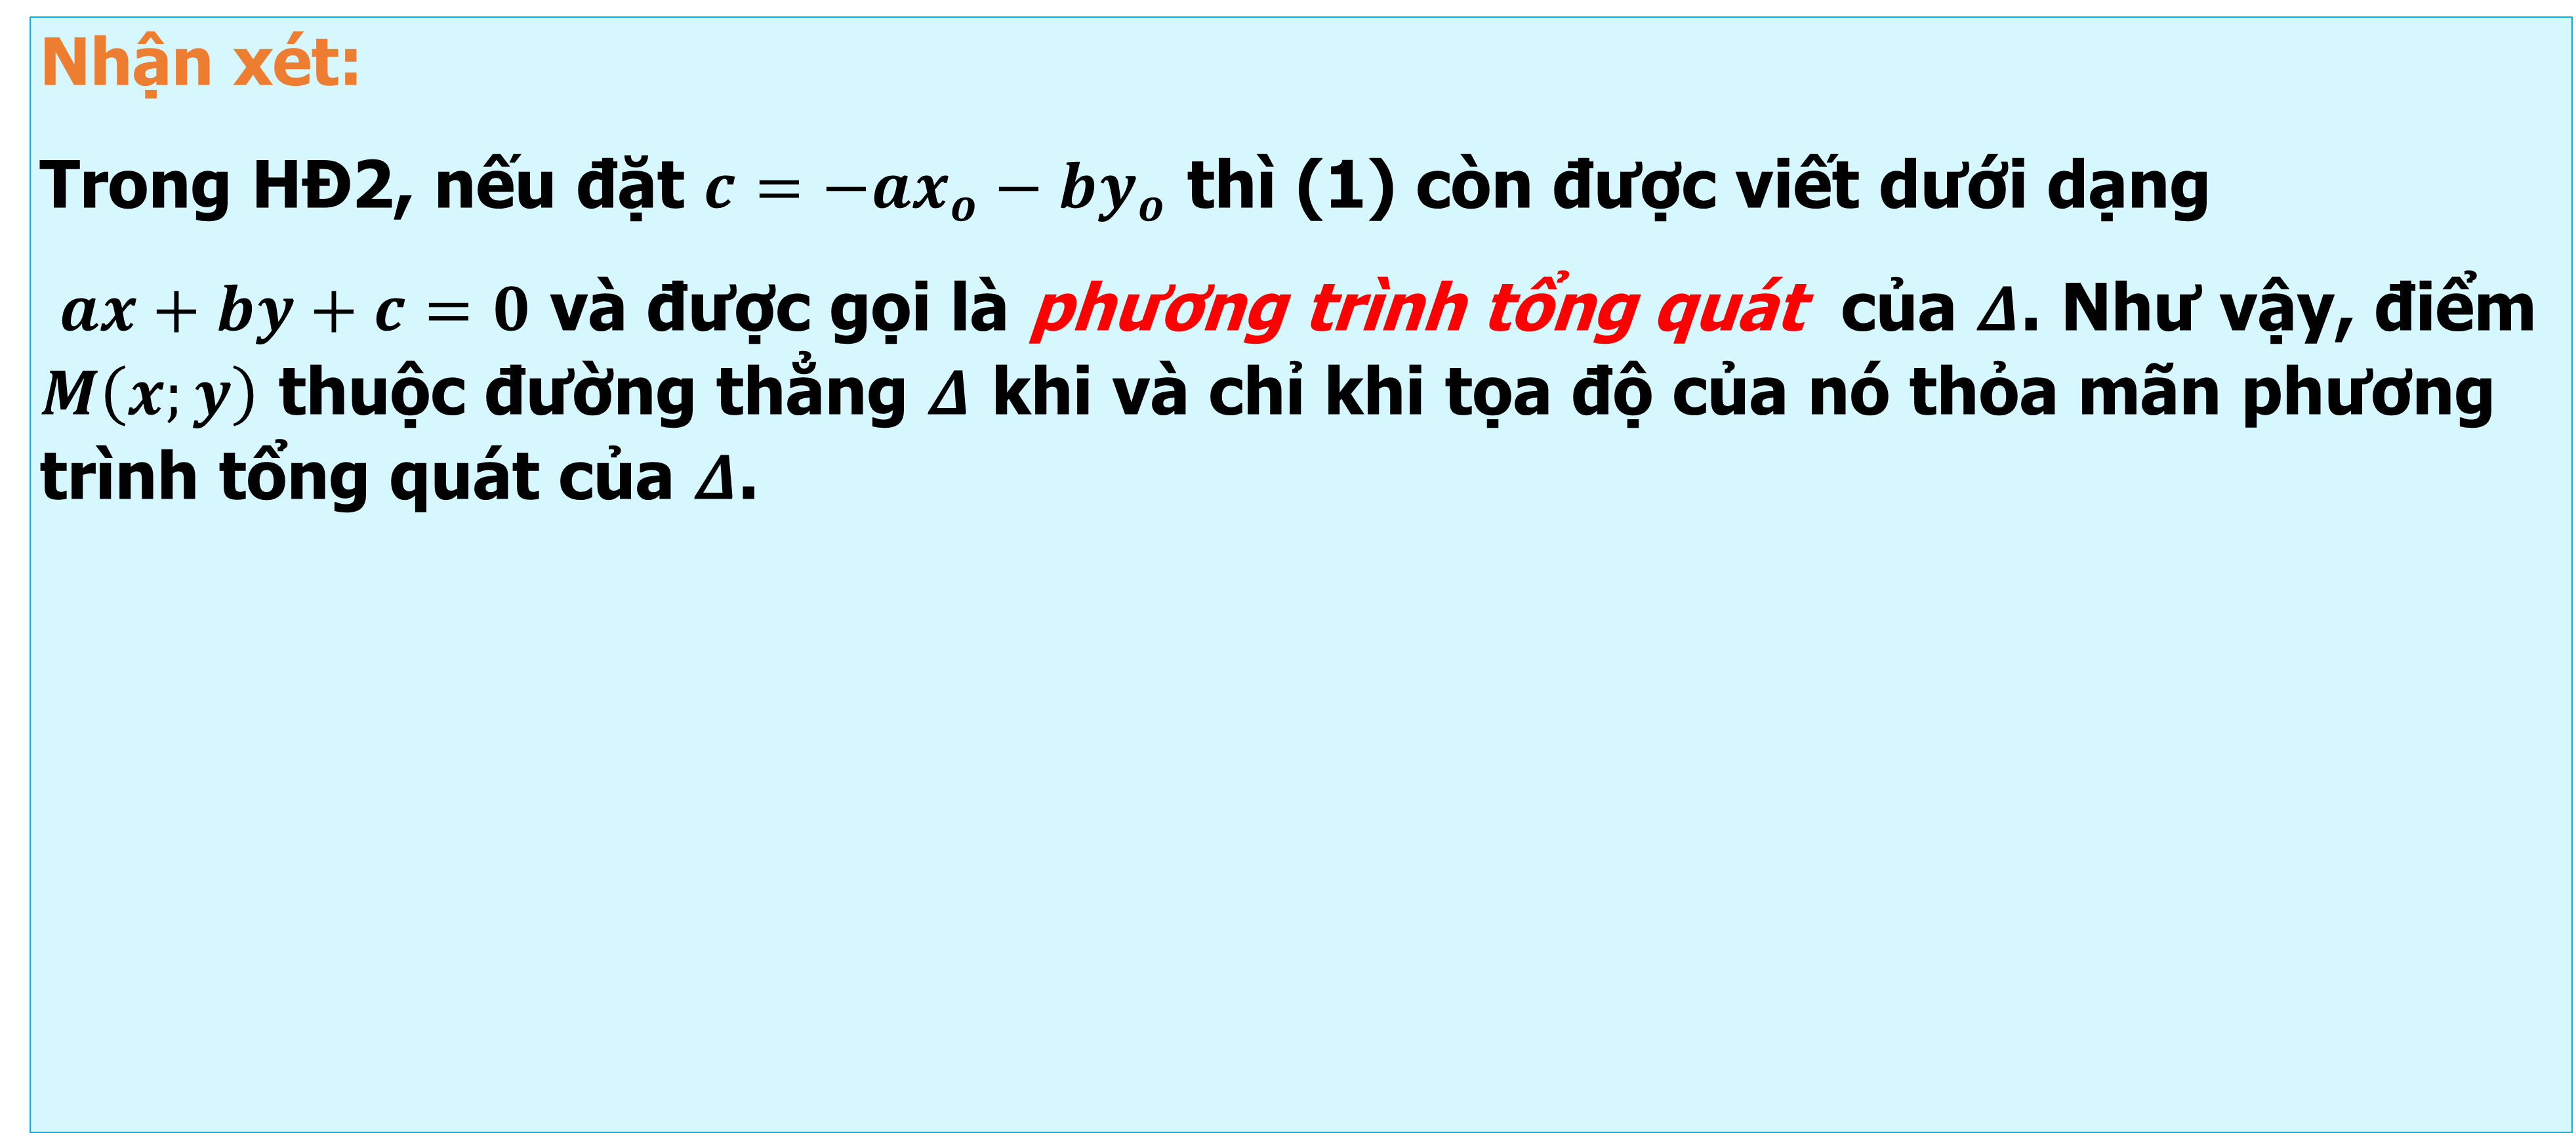 Nhận xét:
Trong HĐ2, nếu đặt c = −axₒ − byₒ thì (1) còn được viết dưới dạng
ax + by + c = 0 và được gọi là phương trình tổng quát của Δ. Như vậy, điểm
M(x; y) thuộc đường thẳng Δ khi và chỉ khi tọa độ của nó thỏa mãn phương
trình tổng quát của Δ.